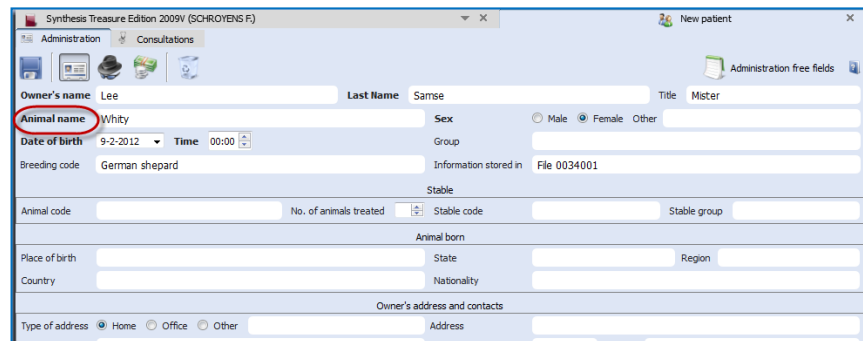 Synthesis Treasure Edition 2009V (SCHROYENS F.) New patient
Administration Consultations
Administration free fields
Owner's name Lee Last Name Samse Title Mister
Animal name Whity Sex Male Female Other
Date of birth 9-2-2012 Time 00:00 Group
Breeding code German shepard Information stored in File 0034001
Stable
Animal code No. of animals treated Stable code Stable group
Animal born
Place of birth State Region
Country Nationality
Owner's address and contacts
Type of address Home Office Other Address